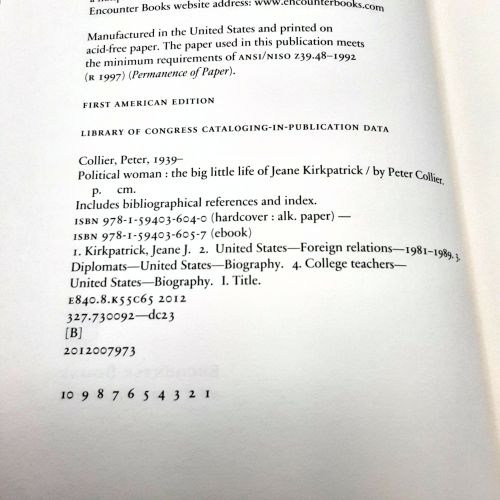 Encounter Books website address: www.encounterbooks.com
Manufactured in the United States and printed on
acid-free paper. The paper used in this publication meets
the minimum requirements of ANSI/NISO Z39.48–1992
(R 1997) (Permanence of Paper).
FIRST AMERICAN EDITION
LIBRARY OF CONGRESS CATALOGING-IN-PUBLICATION DATA
Collier, Peter, 1939–
Political woman : the big little life of Jeane Kirkpatrick / by Peter Collier.
p. cm.
Includes bibliographical references and index.
ISBN 978-1-59403-604-0 (hardcover : alk. paper) —
ISBN 978-1-59403-605-7 (ebook)
1. Kirkpatrick, Jeane J. 2. United States—Foreign relations—1981–1989. 3.
Diplomats—United States—Biography. 4. College teachers—
United States—Biography. I. Title.
E840.8.K55C65 2012
327.730092—dc23
[B]
2012007973
10 9 8 7 6 5 4 3 2 1